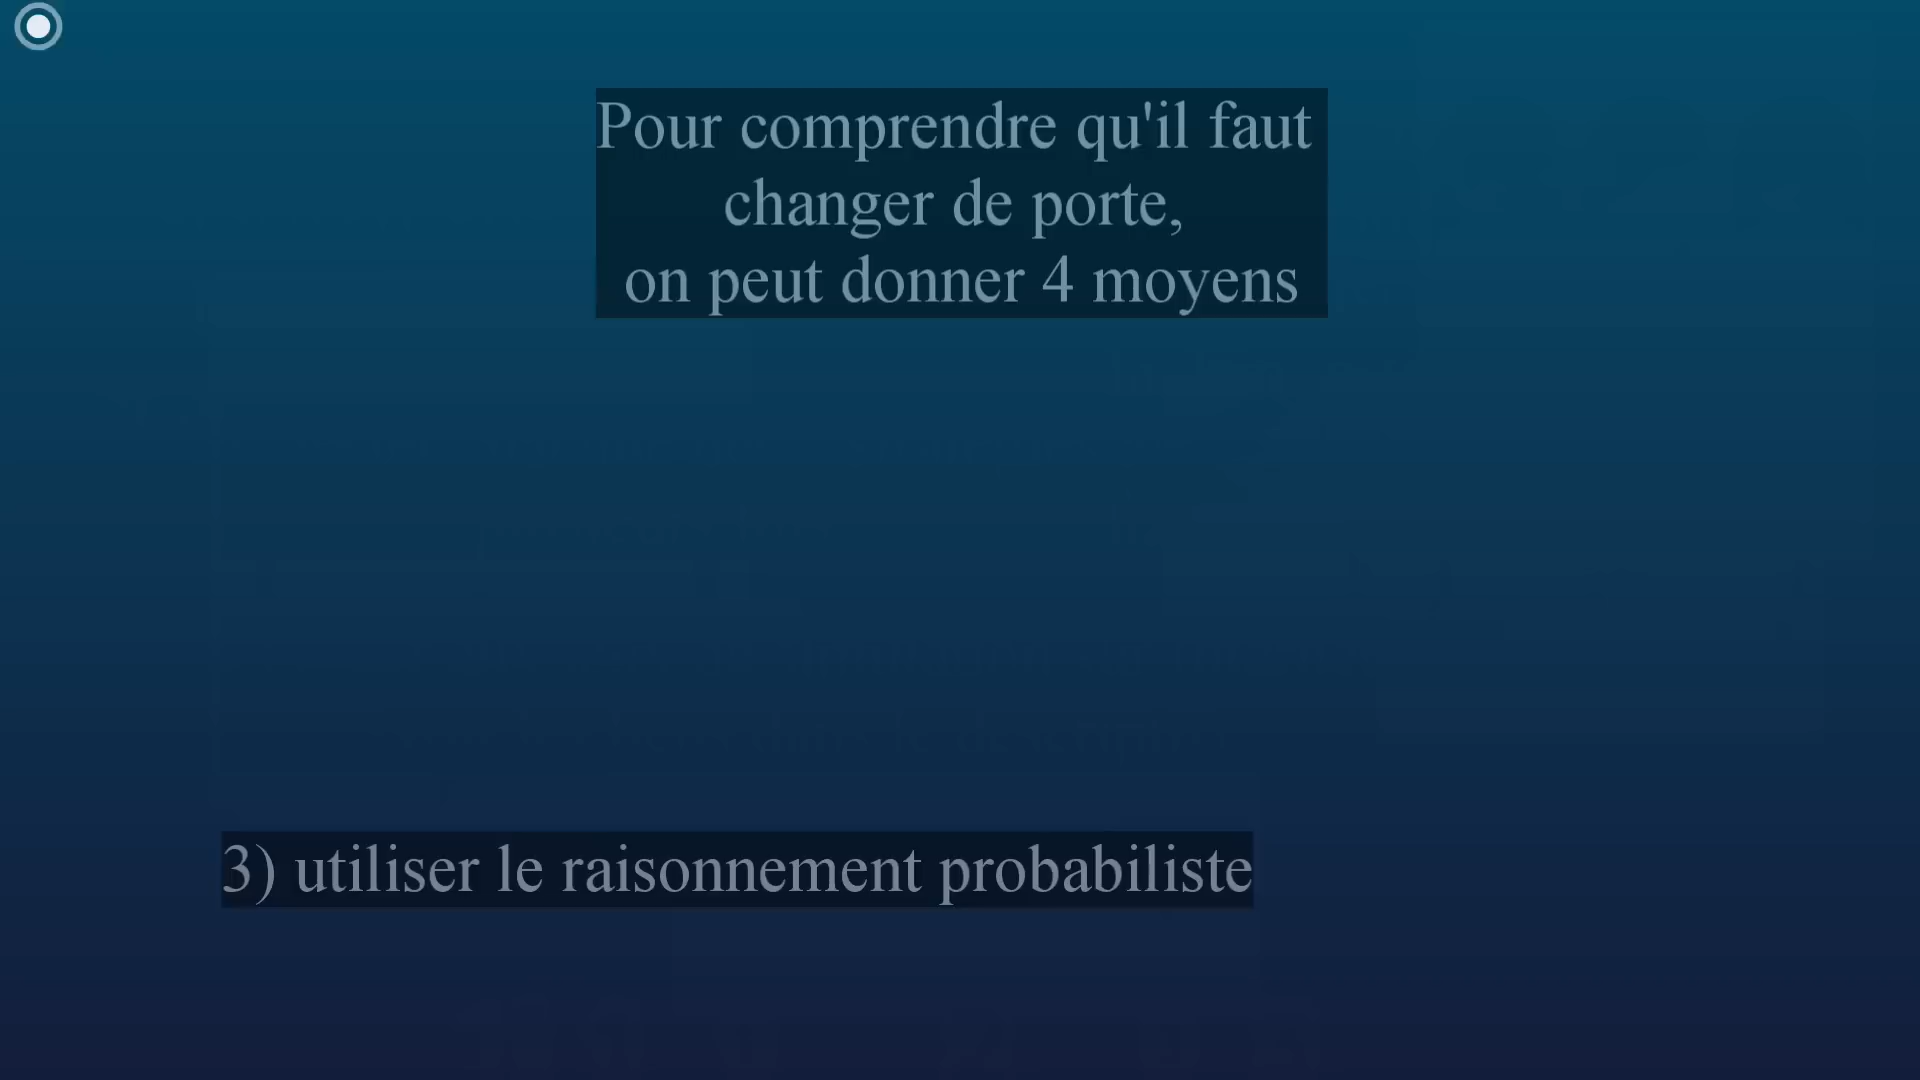 Pour comprendre qu'il faut
changer de porte,
on peut donner 4 moyens
3) utiliser le raisonnement probabiliste